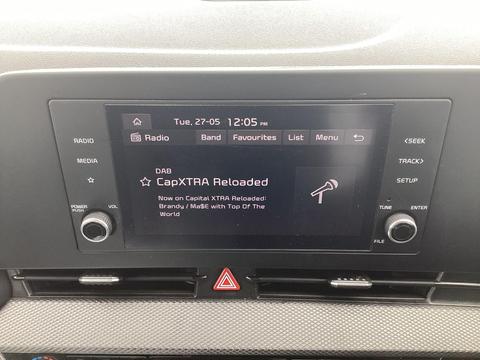 Tue, 27-05 12:05 PM
Radio Band Favourites List Menu
RADIO
MEDIA
☆
POWER PUSH VOL
DAB
☆ CapXTRA Reloaded
Now on Capital XTRA Reloaded:
Brandy / Ma$E with Top Of The
World
<SEEK
TRACK>
SETUP
TUNE ENTER
FILE